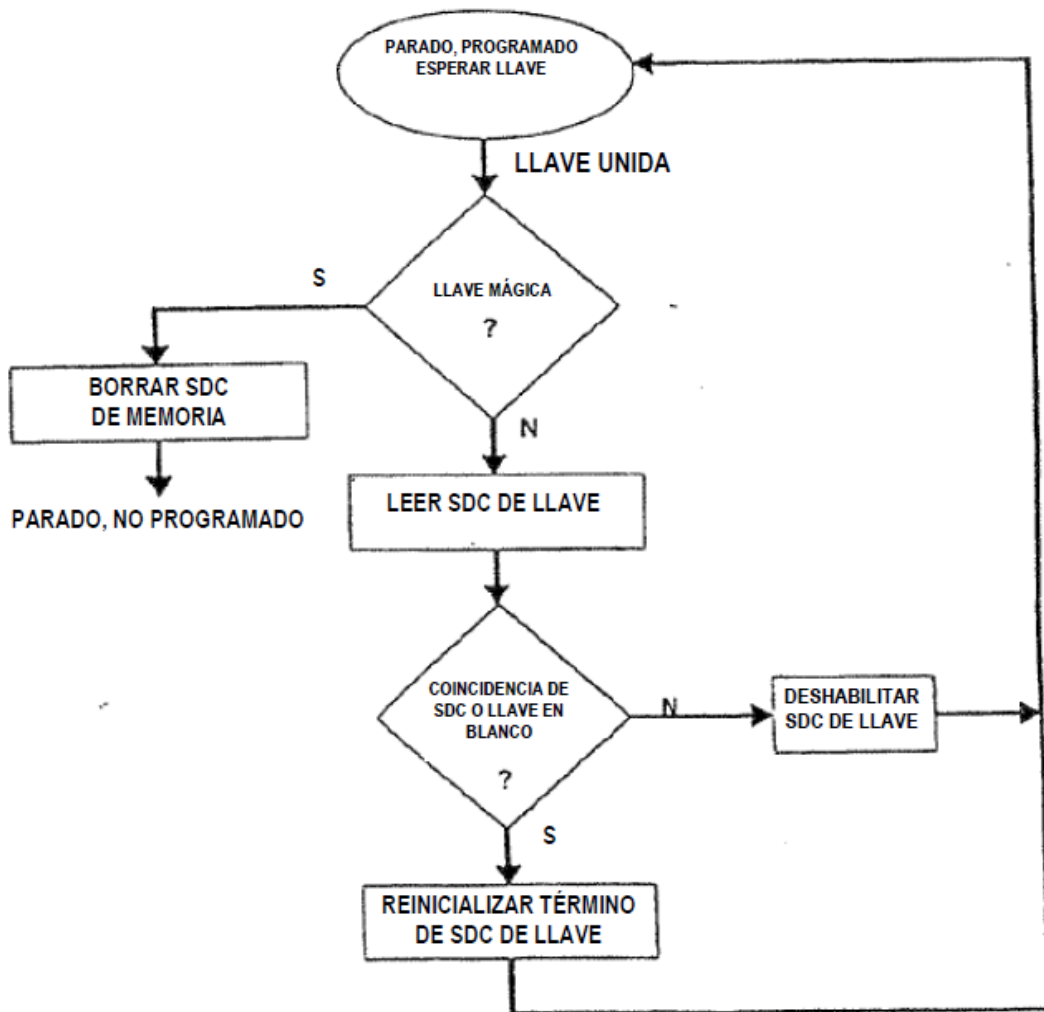 PARADO, PROGRAMADO
ESPERAR LLAVE
LLAVE UNIDA
S
LLAVE MÁGICA
?
BORRAR SDC
DE MEMORIA
N
PARADO, NO PROGRAMADO
LEER SDC DE LLAVE
COINCIDENCIA DE
SDC O LLAVE EN
BLANCO
?
N
DESHABILITAR
SDC DE LLAVE
S
REINICIALIZAR TÉRMINO
DE SDC DE LLAVE